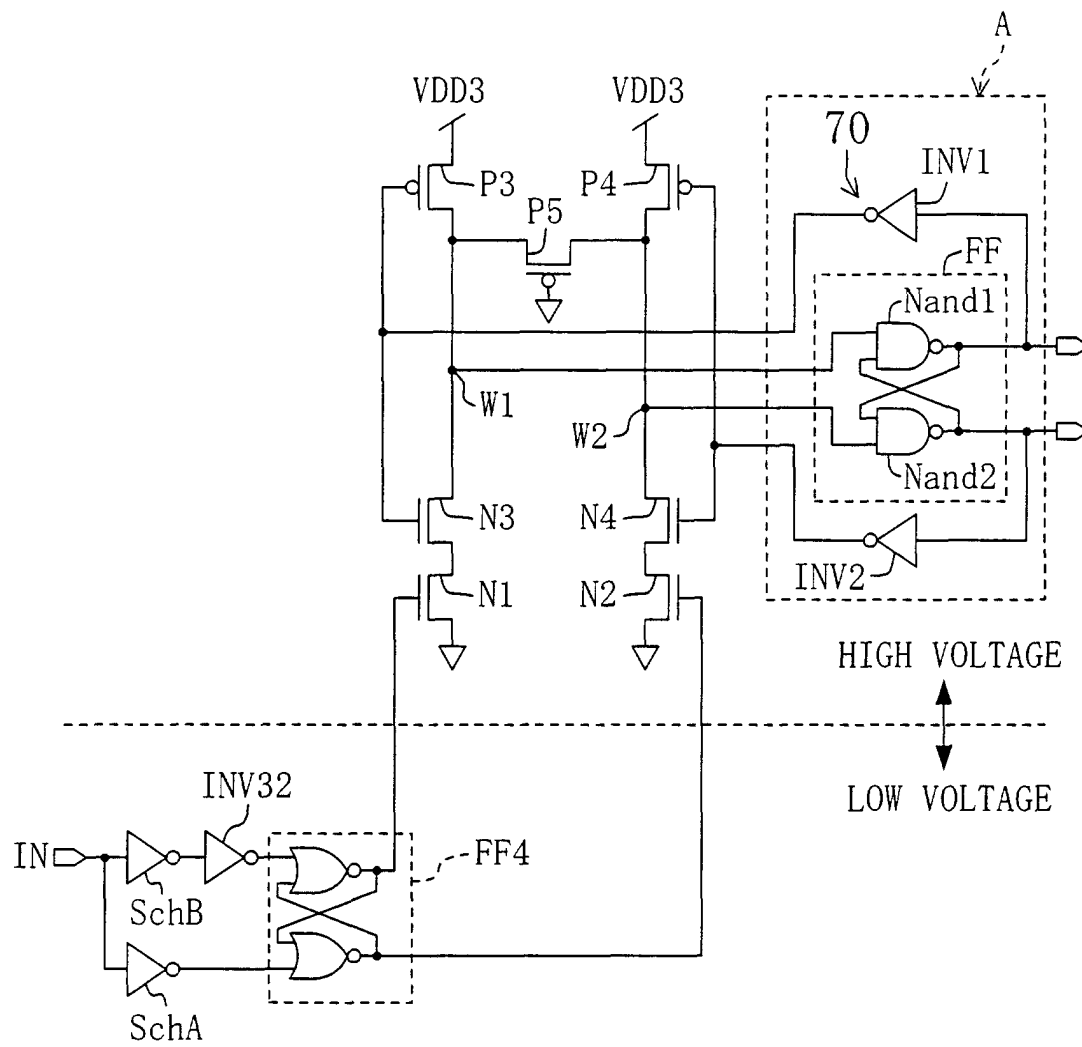 A
VDD3 VDD3
70
INV1
P3 P4
P5
FF
Nand1
W1
W2
Nand2
N3 N4
INV2
N1 N2
HIGH VOLTAGE
LOW VOLTAGE
INV32
IN
FF4
SchB
SchA